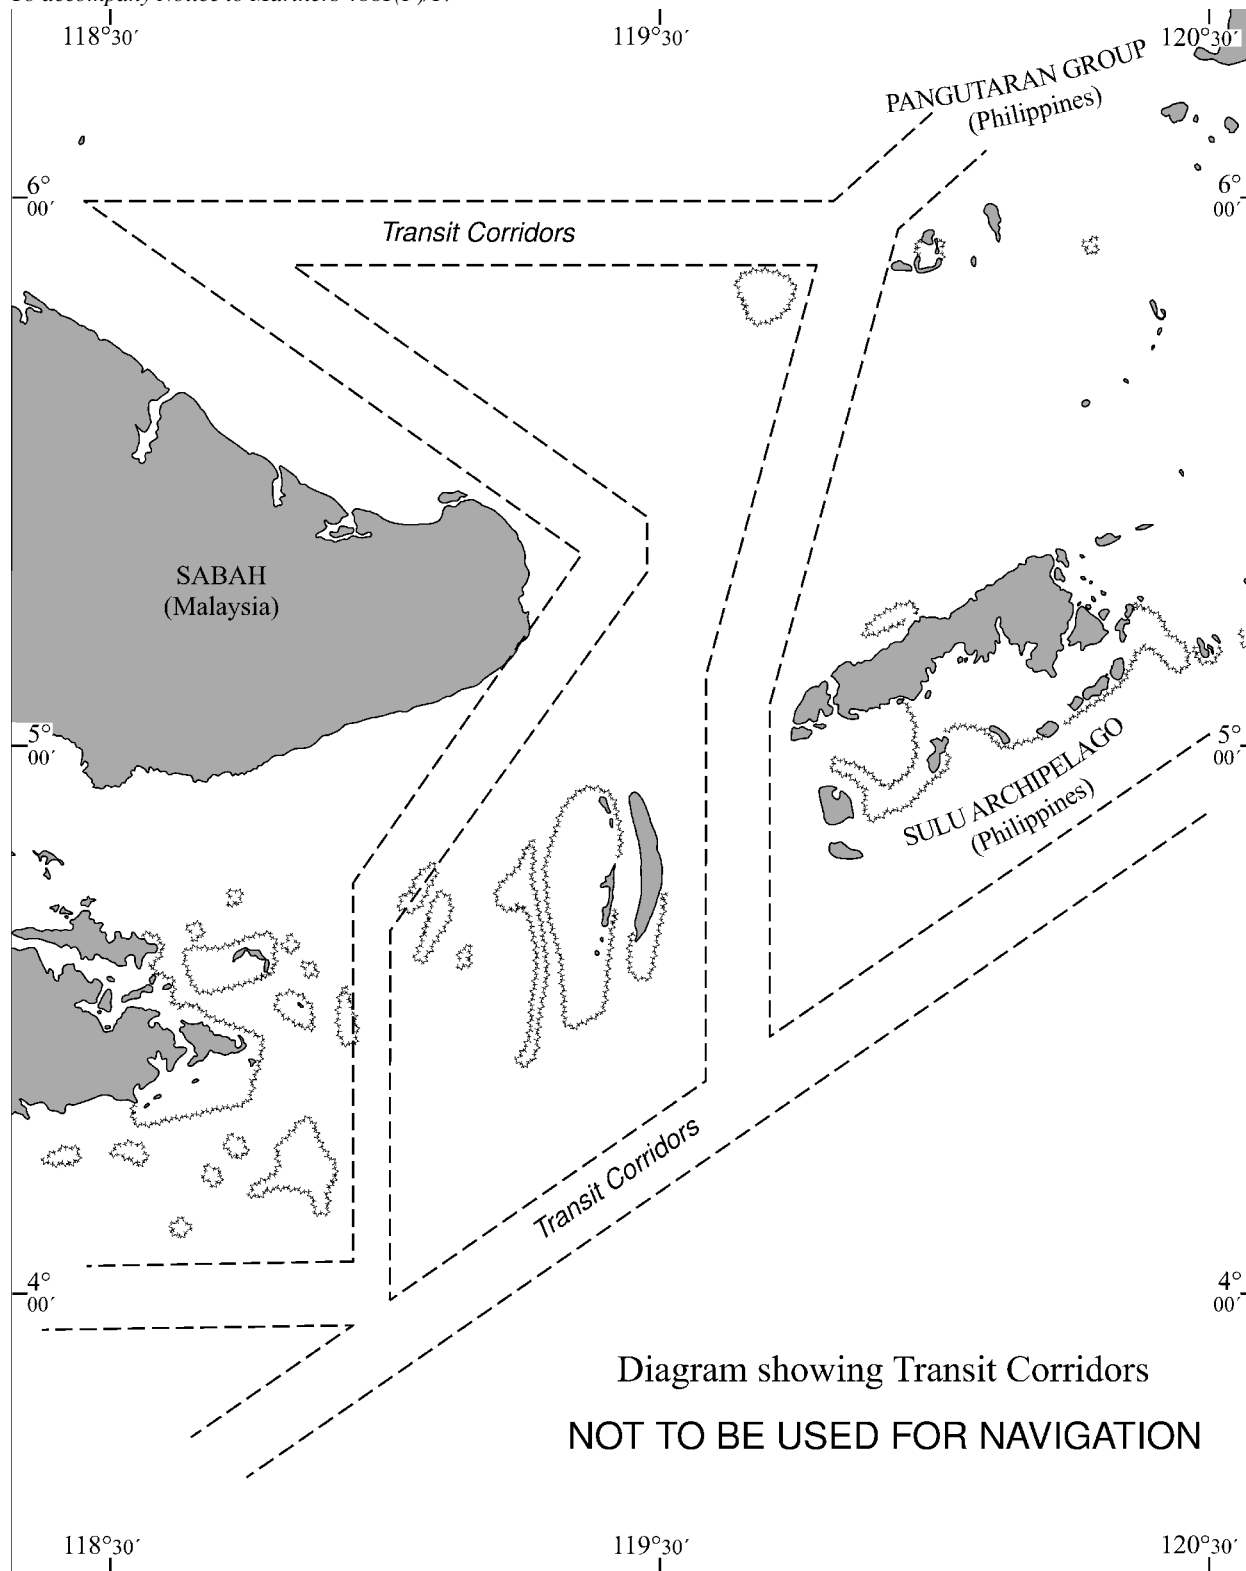 118°30´ 119°30´ 120°30´
PANGUTARAN GROUP
(Philippines)
6°
00´
6°
00´
Transit Corridors
SABAH
(Malaysia)
5°
00´
5°
00´
SULU ARCHIPELAGO
(Philippines)
Transit Corridors
4°
00´
4°
00´
Diagram showing Transit Corridors
NOT TO BE USED FOR NAVIGATION
118°30´ 119°30´ 120°30´